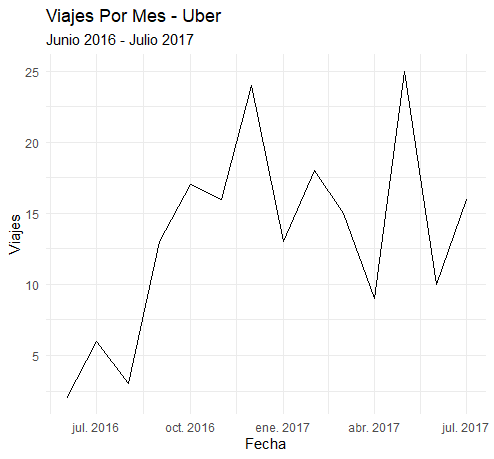 Viajes Por Mes - Uber
Junio 2016 - Julio 2017
25
20
15
10
5
Viajes
jul. 2016 oct. 2016 ene. 2017 abr. 2017 jul. 2017
Fecha